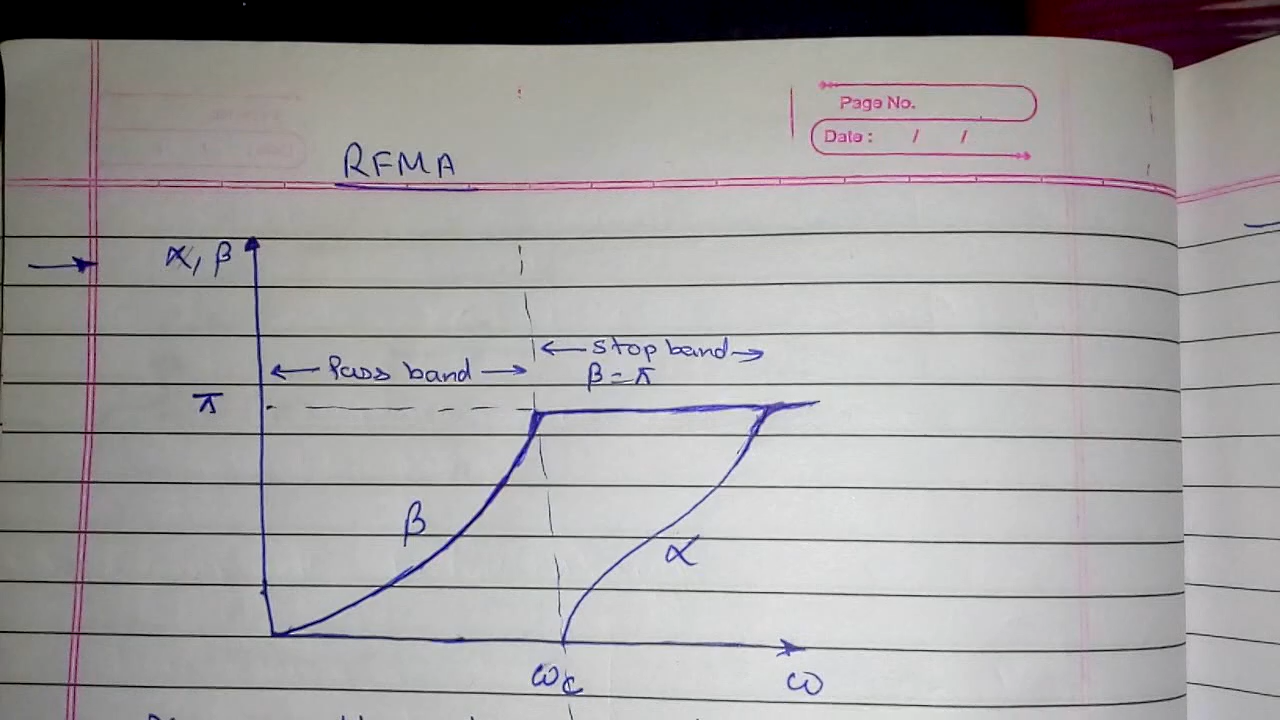 Page No.
Date : / /
RFMA
α, β
← Stop band →
← Pass band →
β = π
π
β
α
ωc
ω